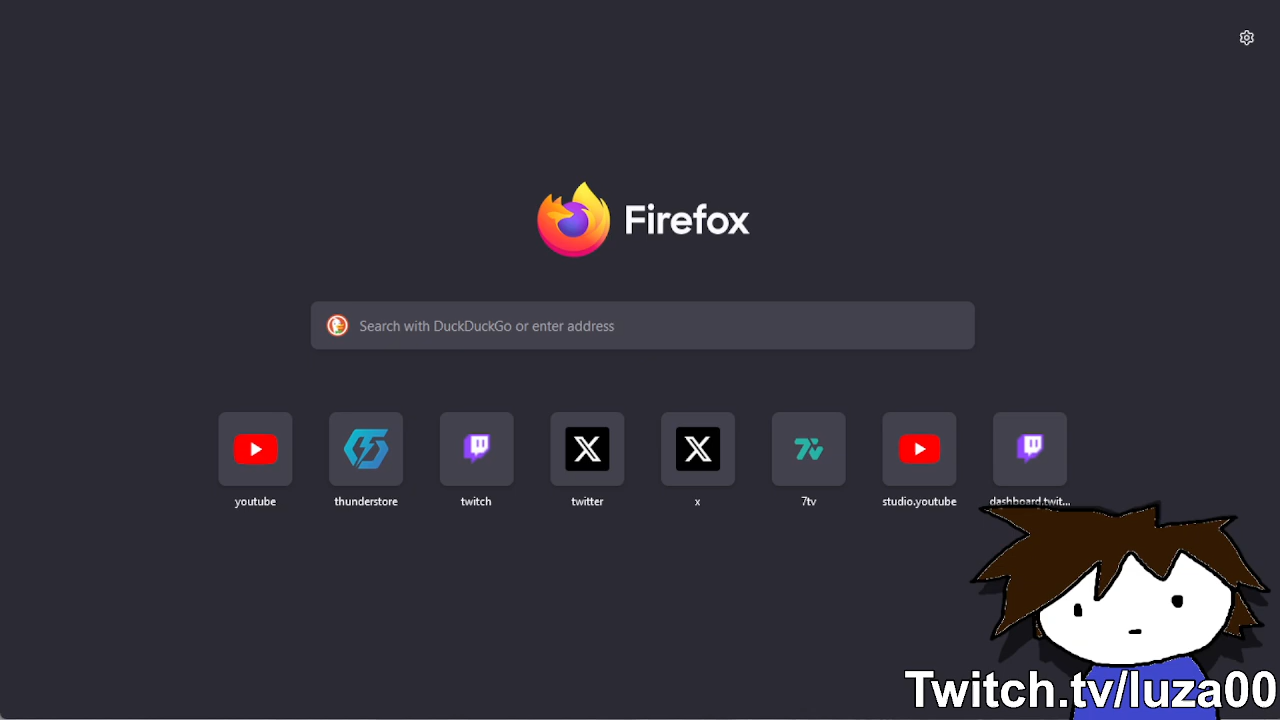 Firefox
Search with DuckDuckGo or enter address
youtube
thunderstore
twitch
twitter
x
7tv
studio.youtube
dashboard.twit...
Twitch.tv/luza00